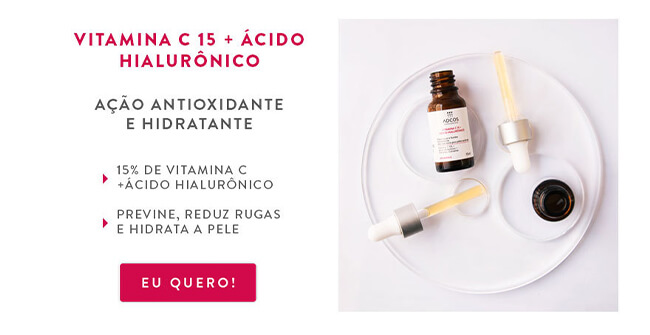 VITAMINA C 15 + ÁCIDO
HIALURÔNICO
AÇÃO ANTIOXIDANTE
E HIDRATANTE
15% DE VITAMINA C
+ÁCIDO HIALURÔNICO
PREVINE, REDUZ RUGAS
E HIDRATA A PELE
EU QUERO!
ADCOS